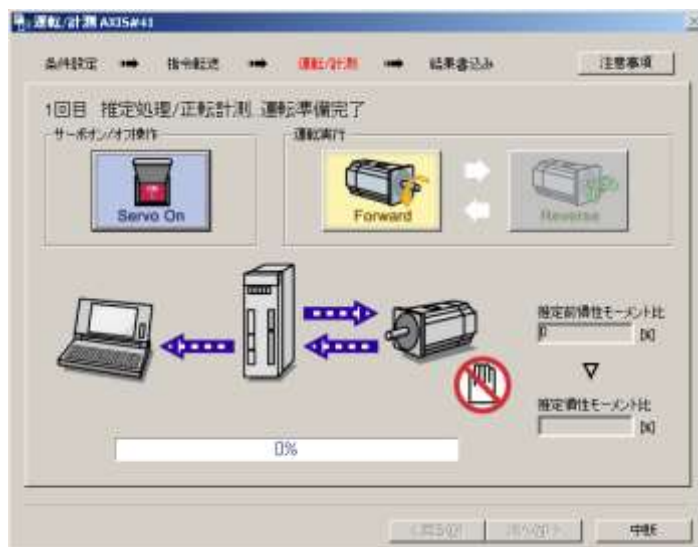 運転/計測 AXIS#41
条件設定 ➡ 指令転送 ➡ 運転/計測 ➡ 結果書込み 注意事項
1回目 推定処理/正転計測 運転準備完了
サーボオン/オフ操作 運転実行
Servo On Forward Reverse
推定前慣性モーメント比
0 [%]
▽
推定慣性モーメント比
[%]
0%
中断